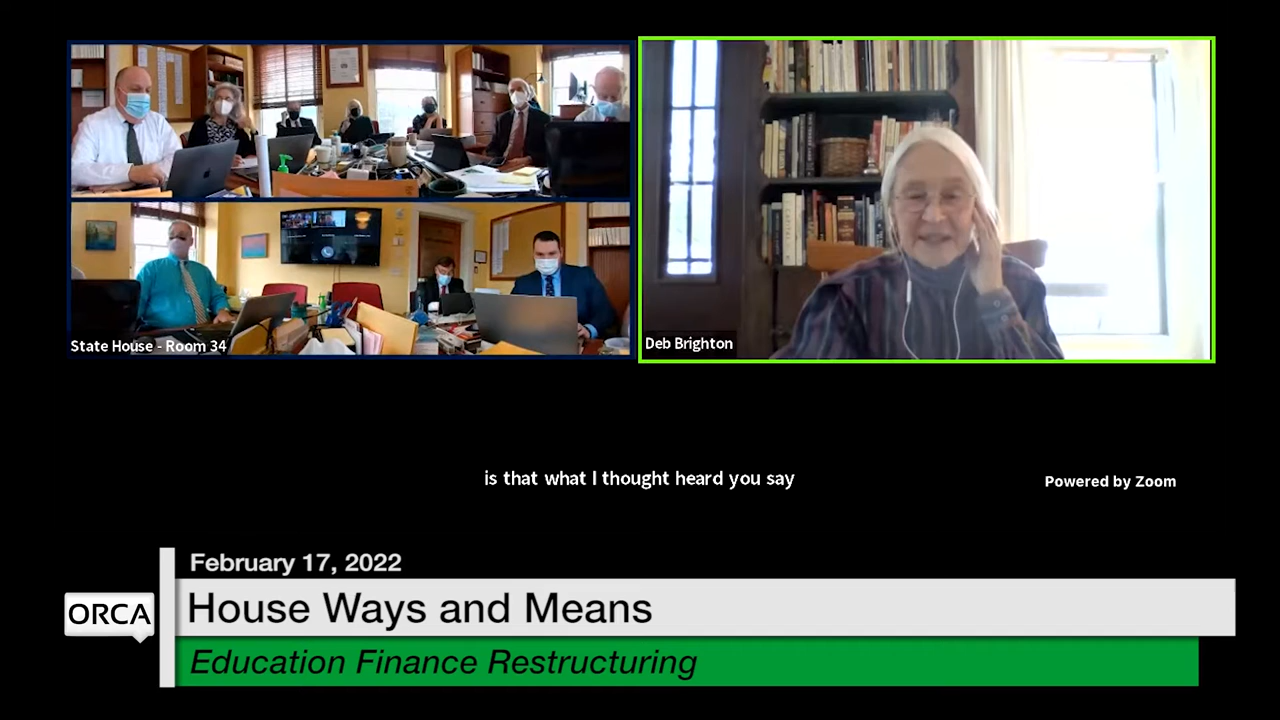 State House - Room 34
Deb Brighton
is that what I thought heard you say
Powered by Zoom
February 17, 2022
ORCA
House Ways and Means
Education Finance Restructuring